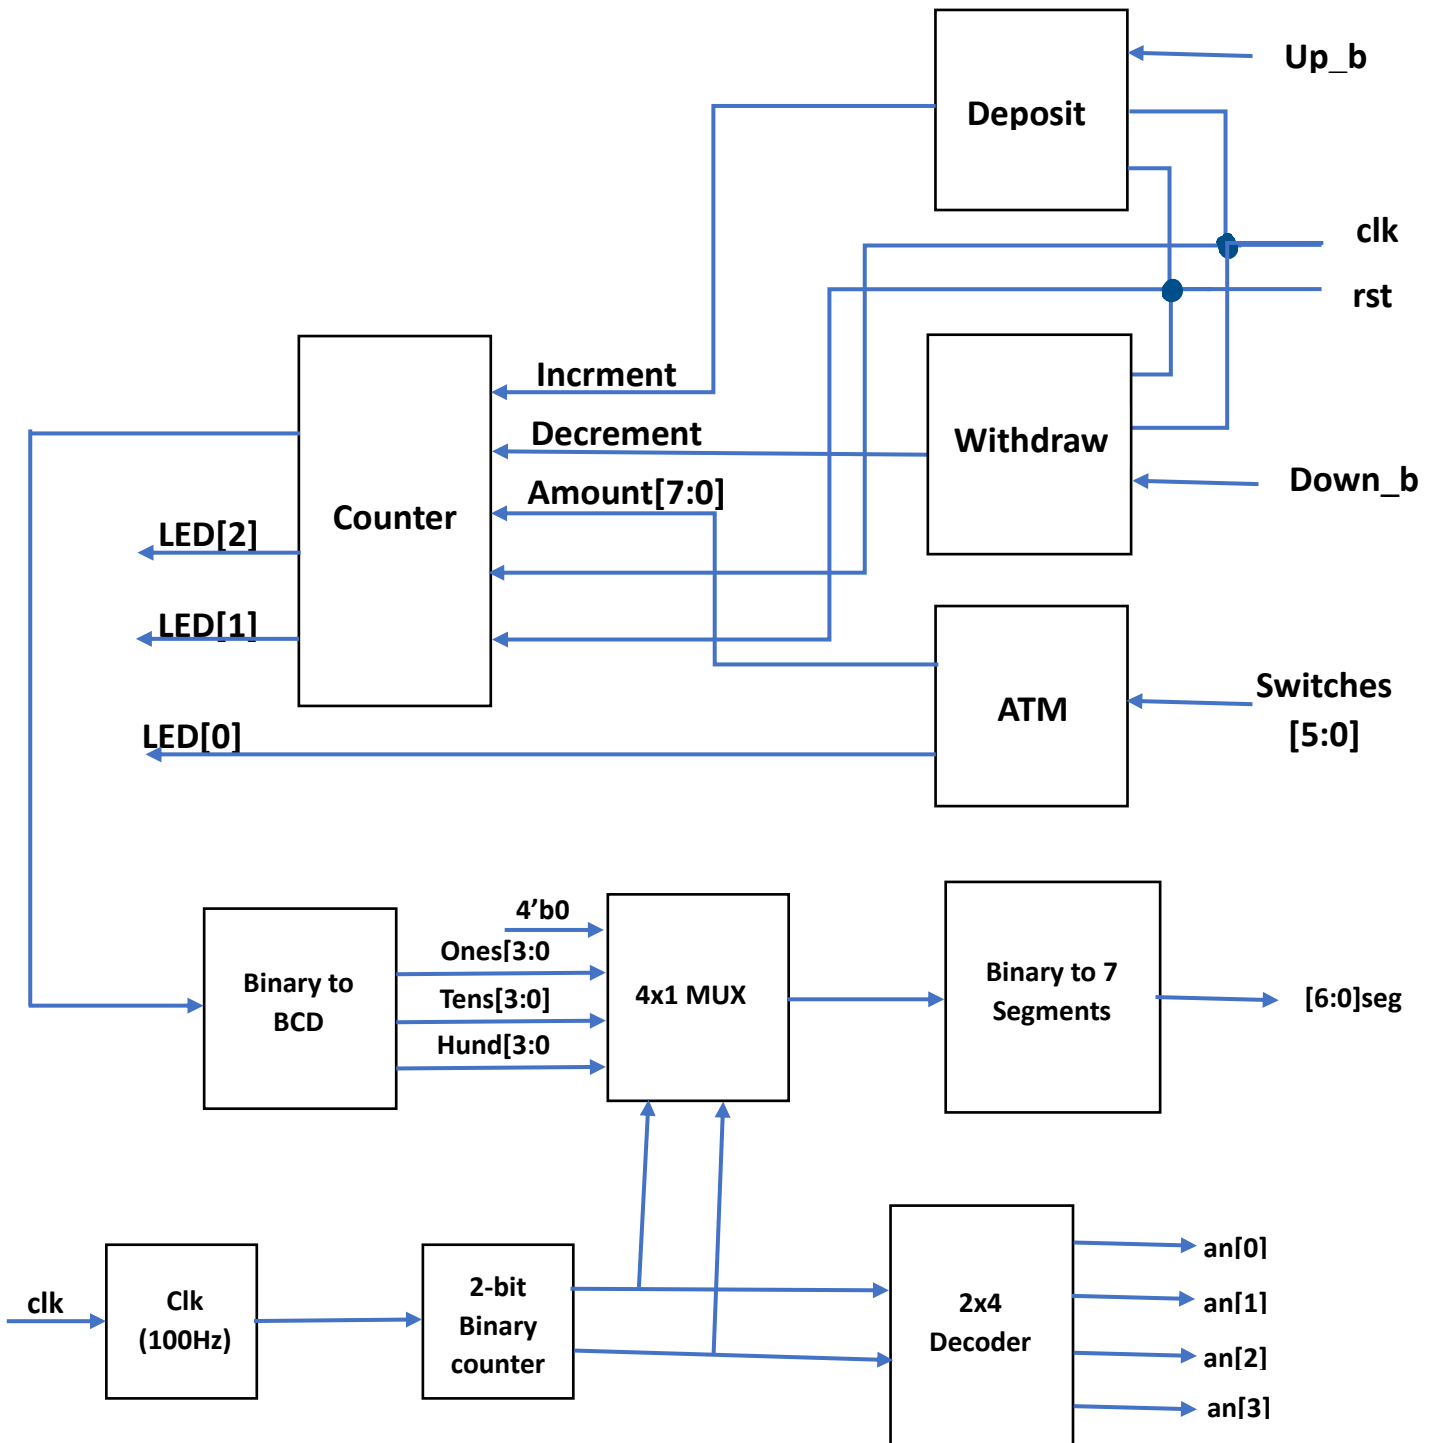 Up_b
Deposit
clk
rst
Incrment
Decrement
Withdraw
Amount[7:0]
Down_b
Counter
LED[2]
LED[1]
ATM
Switches
[5:0]
LED[0]
4’b0
Ones[3:0
Binary to
BCD
Tens[3:0]
4x1 MUX
Binary to 7
Segments
[6:0]seg
Hund[3:0
clk
Clk
(100Hz)
2-bit
Binary
counter
2x4
Decoder
an[0]
an[1]
an[2]
an[3]